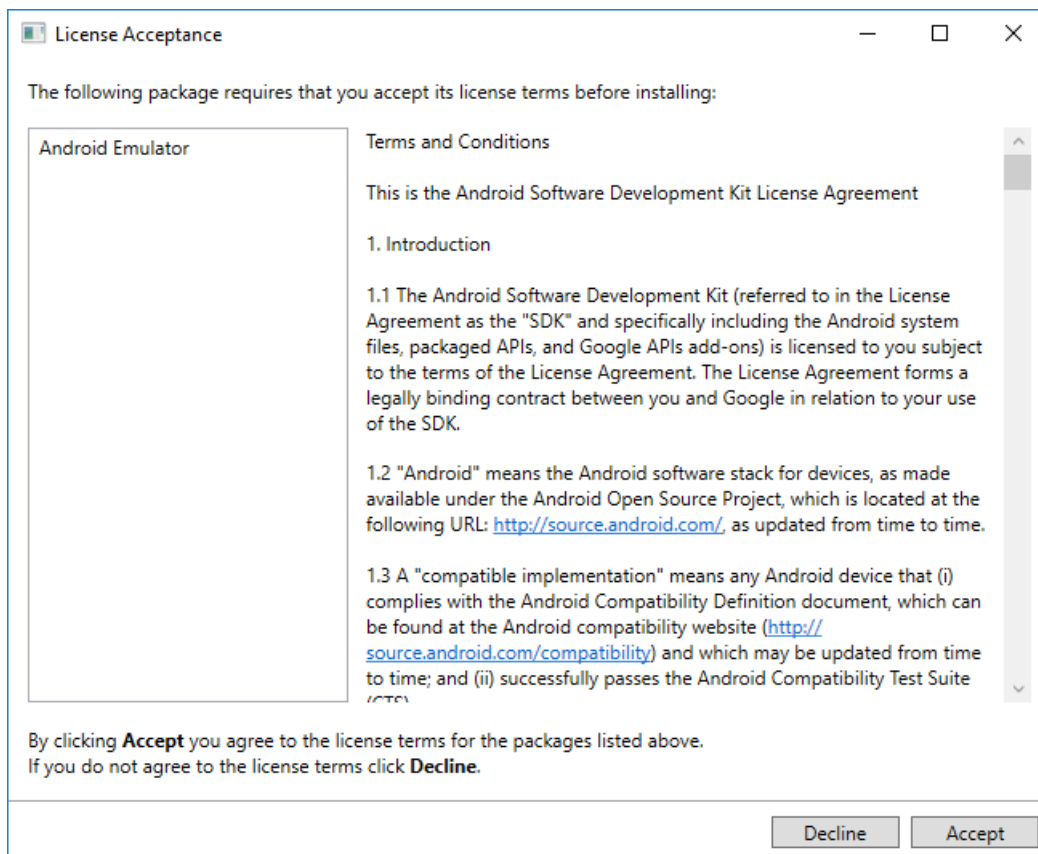 License Acceptance
The following package requires that you accept its license terms before installing:
Android Emulator
Terms and Conditions
This is the Android Software Development Kit License Agreement
1. Introduction
1.1 The Android Software Development Kit (referred to in the License
Agreement as the "SDK" and specifically including the Android system
files, packaged APIs, and Google APIs add-ons) is licensed to you subject
to the terms of the License Agreement. The License Agreement forms a
legally binding contract between you and Google in relation to your use
of the SDK.
1.2 "Android" means the Android software stack for devices, as made
available under the Android Open Source Project, which is located at the
following URL: http://source.android.com/, as updated from time to time.
1.3 A "compatible implementation" means any Android device that (i)
complies with the Android Compatibility Definition document, which can
be found at the Android compatibility website (http://
source.android.com/compatibility) and which may be updated from time
to time; and (ii) successfully passes the Android Compatibility Test Suite
(CTS)
By clicking Accept you agree to the license terms for the packages listed above.
If you do not agree to the license terms click Decline.
Decline
Accept